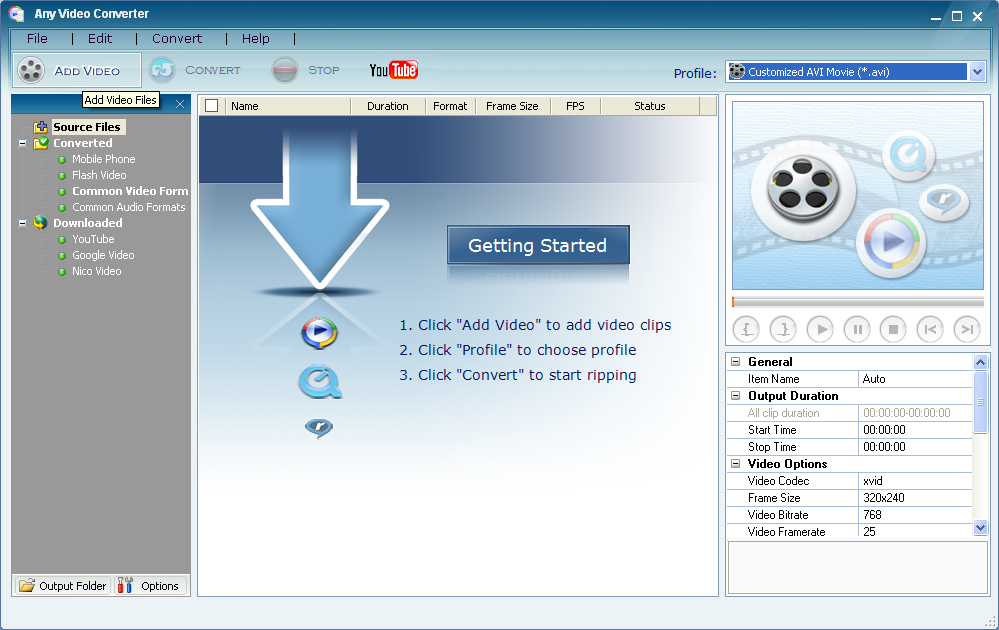 Any Video Converter
File | Edit | Convert | Help |
ADD VIDEO CONVERT STOP YouTube Profile: Customized AVI Movie (*.avi)
Add Video Files
Source Files
Converted
Mobile Phone
Flash Video
Common Video Form
Common Audio Formats
Downloaded
YouTube
Google Video
Nico Video
Output Folder Options
Name Duration Format Frame Size FPS Status
Getting Started
1. Click "Add Video" to add video clips
2. Click "Profile" to choose profile
3. Click "Convert" to start ripping
General
Item Name Auto
Output Duration
All clip duration 00:00:00-00:00:00
Start Time 00:00:00
Stop Time 00:00:00
Video Options
Video Codec xvid
Frame Size 320x240
Video Bitrate 768
Video Framerate 25